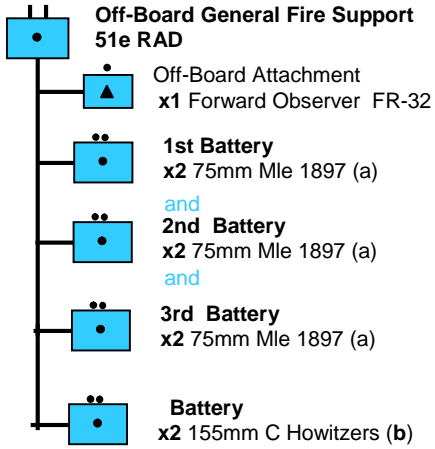 Off-Board General Fire Support
51e RAD
Off-Board Attachment
x1 Forward Observer FR-32
1st Battery
x2 75mm Mle 1897 (a)
and
2nd Battery
x2 75mm Mle 1897 (a)
and
3rd Battery
x2 75mm Mle 1897 (a)
Battery
x2 155mm C Howitzers (b)